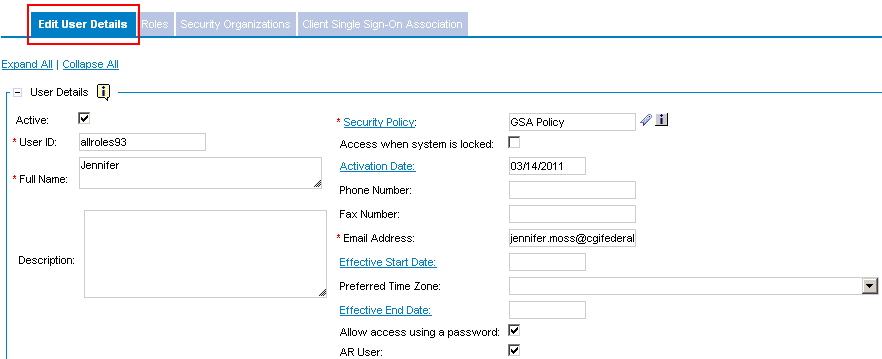 Edit User Details Roles Security Organizations Client Single Sign-On Association
Expand All | Collapse All
User Details
Active:
* User ID: allroles93
* Full Name: Jennifer
Description:
* Security Policy: GSA Policy
Access when system is locked:
Activation Date: 03/14/2011
Phone Number:
Fax Number:
* Email Address: jennifer.moss@cgifederal
Effective Start Date:
Preferred Time Zone:
Effective End Date:
Allow access using a password:
AR User: